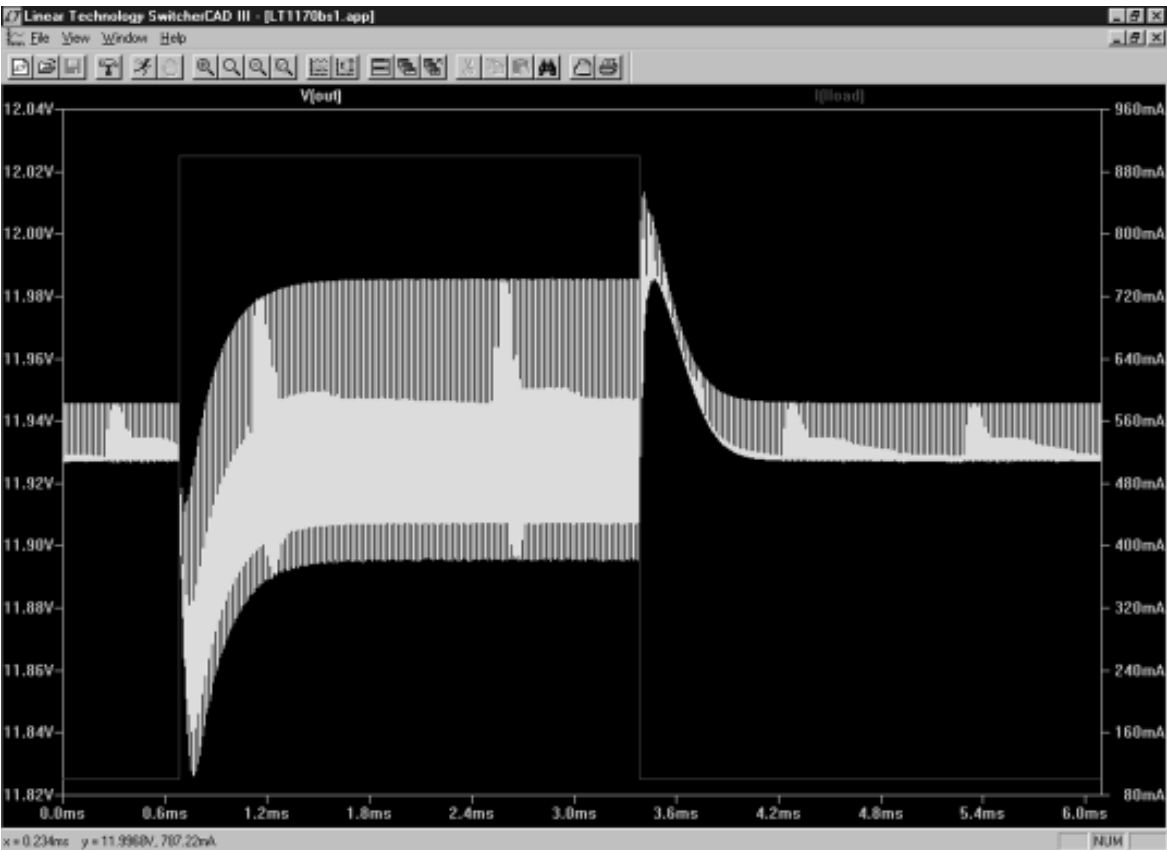 Linear Technology SwitcherCAD III - [LT1170bs1.app]
File View Window Help
V[out] I[Iload]
12.04V 960mA
12.02V 880mA
12.00V 800mA
11.98V 720mA
11.96V 640mA
11.94V 560mA
11.92V 480mA
11.90V 400mA
11.88V 320mA
11.86V 240mA
11.84V 160mA
11.82V 80mA
0.0ms 0.6ms 1.2ms 1.8ms 2.4ms 3.0ms 3.6ms 4.2ms 4.8ms 5.4ms 6.0ms
x = 0.234ms y = 11.9968V, 787.22mA NUM